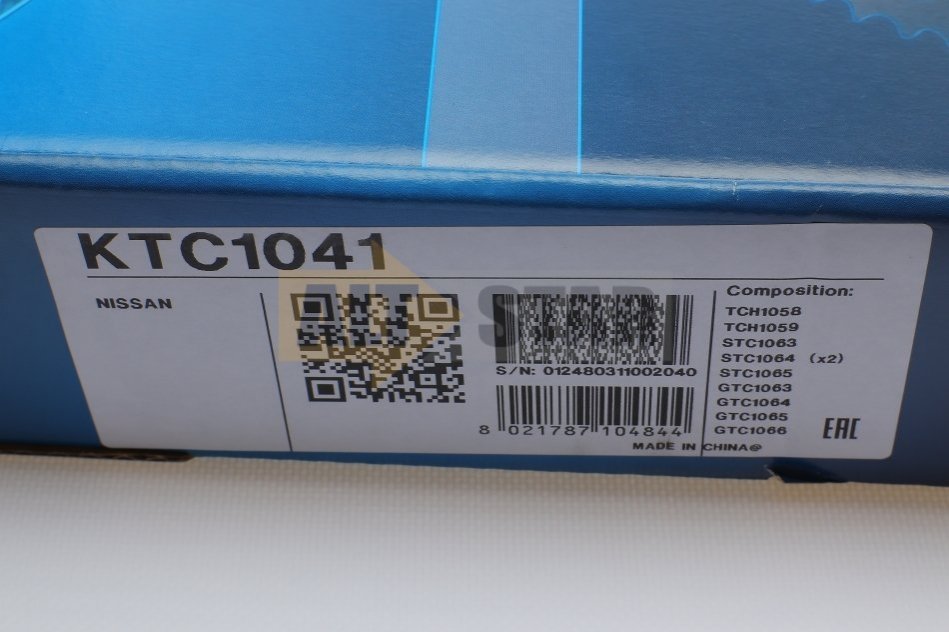 KTC1041
NISSAN
S/N: 012480311002040
8 021787 104844
Composition:
TCH1058
TCH1059
STC1063
STC1064 (x2)
STC1065
GTC1063
GTC1064
GTC1065
GTC1066
EAC
MADE IN CHINA@
STAR